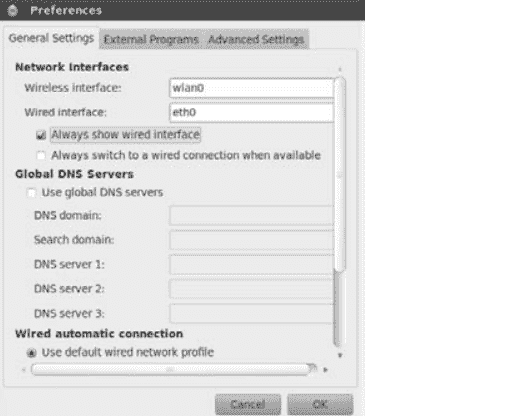 Preferences
General Settings External Programs Advanced Settings
Network Interfaces
Wireless interface: wlan0
Wired interface: eth0
Always show wired interface
Always switch to a wired connection when available
Global DNS Servers
Use global DNS servers
DNS domain:
Search domain:
DNS server 1:
DNS server 2:
DNS server 3:
Wired automatic connection
Use default wired network profile
Cancel OK